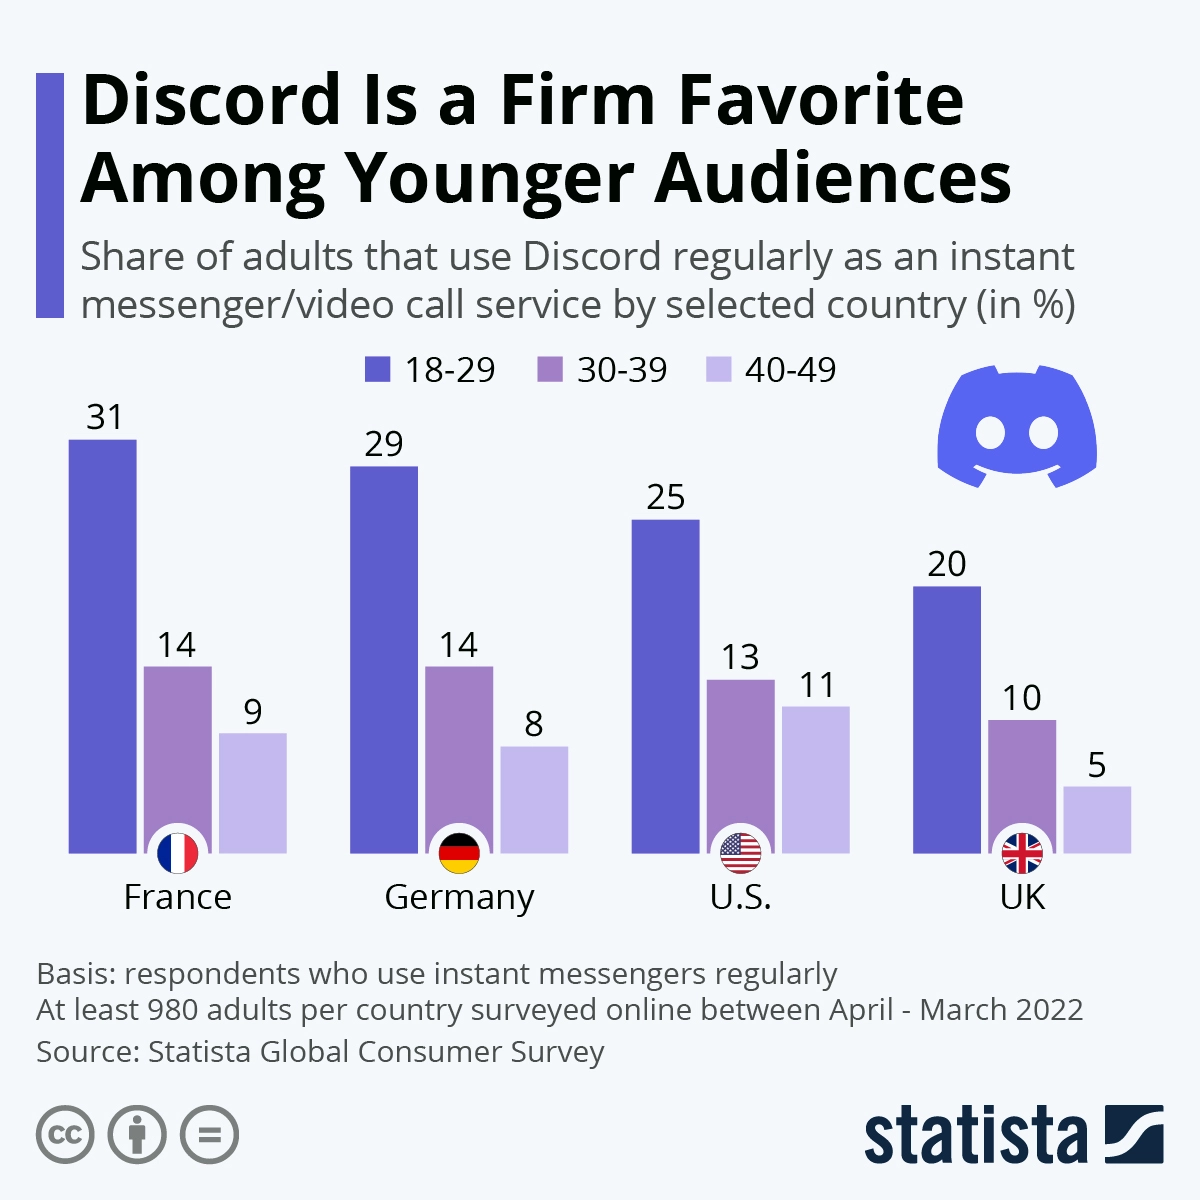 Discord Is a Firm Favorite
Among Younger Audiences
Share of adults that use Discord regularly as an instant
messenger/video call service by selected country (in %)
18-29 30-39 40-49
31 14 9
29 14 8
25 13 11
20 10 5
France Germany U.S. UK
Basis: respondents who use instant messengers regularly
At least 980 adults per country surveyed online between April - March 2022
Source: Statista Global Consumer Survey
cc =
statista